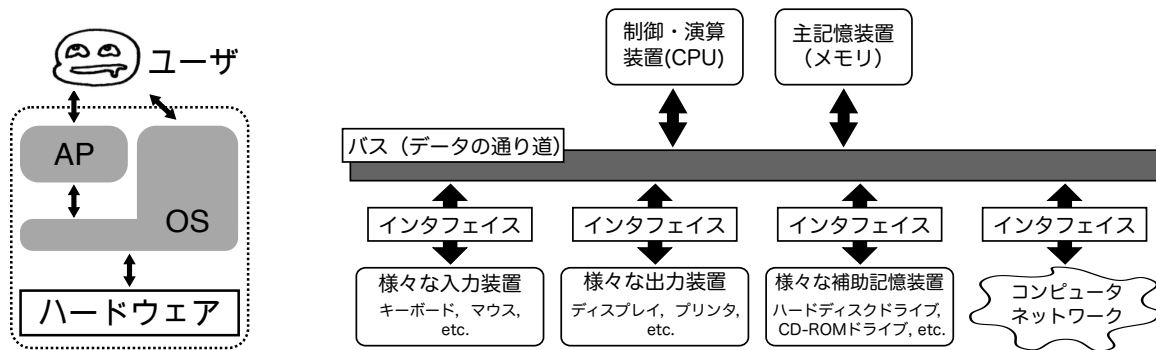 ユーザ
AP
OS
ハードウェア
制御・演算
装置(CPU)
主記憶装置
(メモリ)
バス(データの通り道)
インタフェイス
インタフェイス
インタフェイス
インタフェイス
様々な入力装置
キーボード, マウス,
etc.
様々な出力装置
ディスプレイ, プリンタ,
etc.
様々な補助記憶装置
ハードディスクドライブ,
CD-ROMドライブ, etc.
コンピュータ
ネットワーク